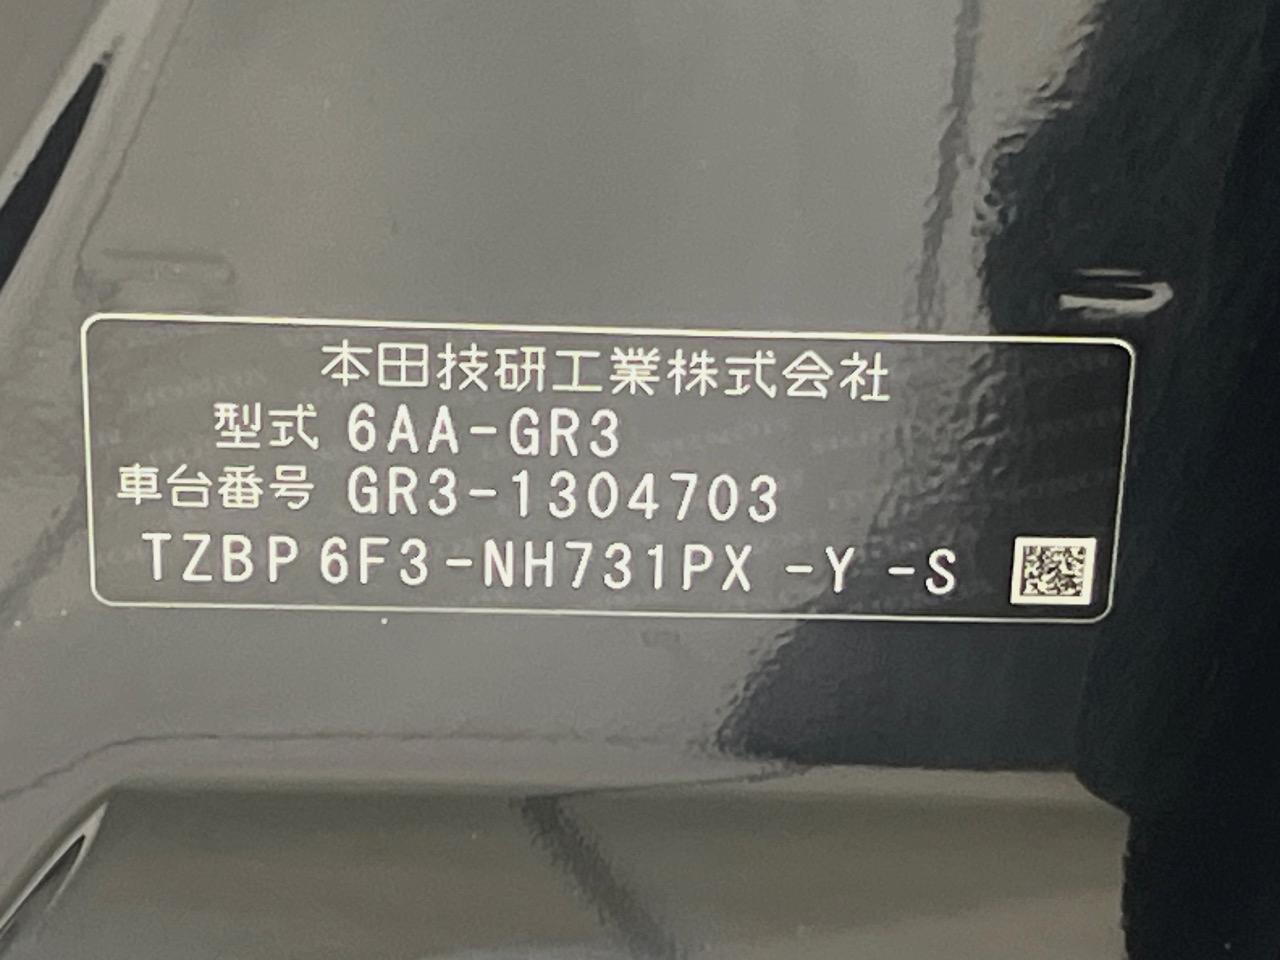 本田技研工業株式会社
型式 6AA-GR3
車台番号 GR3-1304703
TZBP 6F3-NH731PX -Y -S